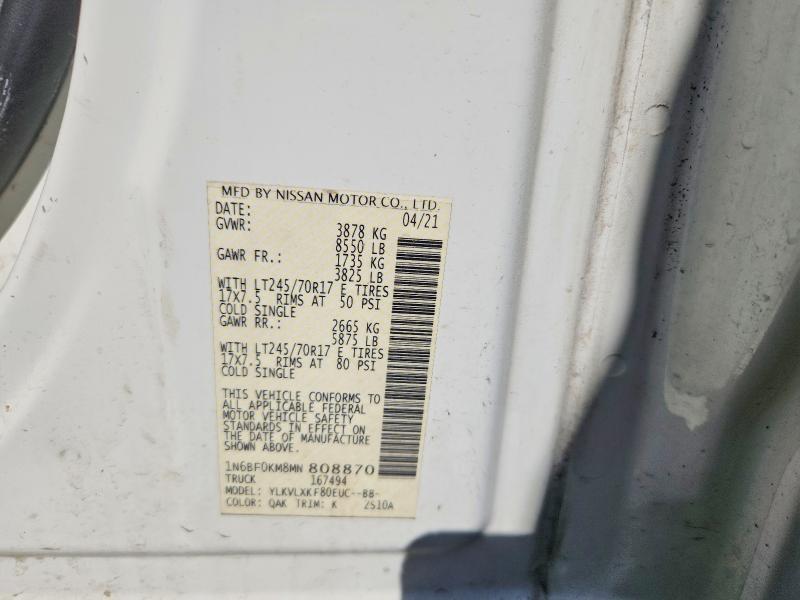 MFD BY NISSAN MOTOR CO., LTD.
DATE: 04/21
GVWR: 3878 KG
8550 LB
GAWR FR.: 1735 KG
3825 LB
WITH LT245/70R17 E TIRES
17X7.5 RIMS AT 50 PSI
COLD SINGLE
GAWR RR.: 2665 KG
5875 LB
WITH LT245/70R17 E TIRES
17X7.5 RIMS AT 80 PSI
COLD SINGLE
THIS VEHICLE CONFORMS TO
ALL APPLICABLE FEDERAL
MOTOR VEHICLE SAFETY
STANDARDS IN EFFECT ON
THE DATE OF MANUFACTURE
SHOWN ABOVE.
1N6BF0KM8MN808870
TRUCK 167494
MODEL: YLKVLXKF80EUC--BB-
COLOR: QAK TRIM: K 2S10A